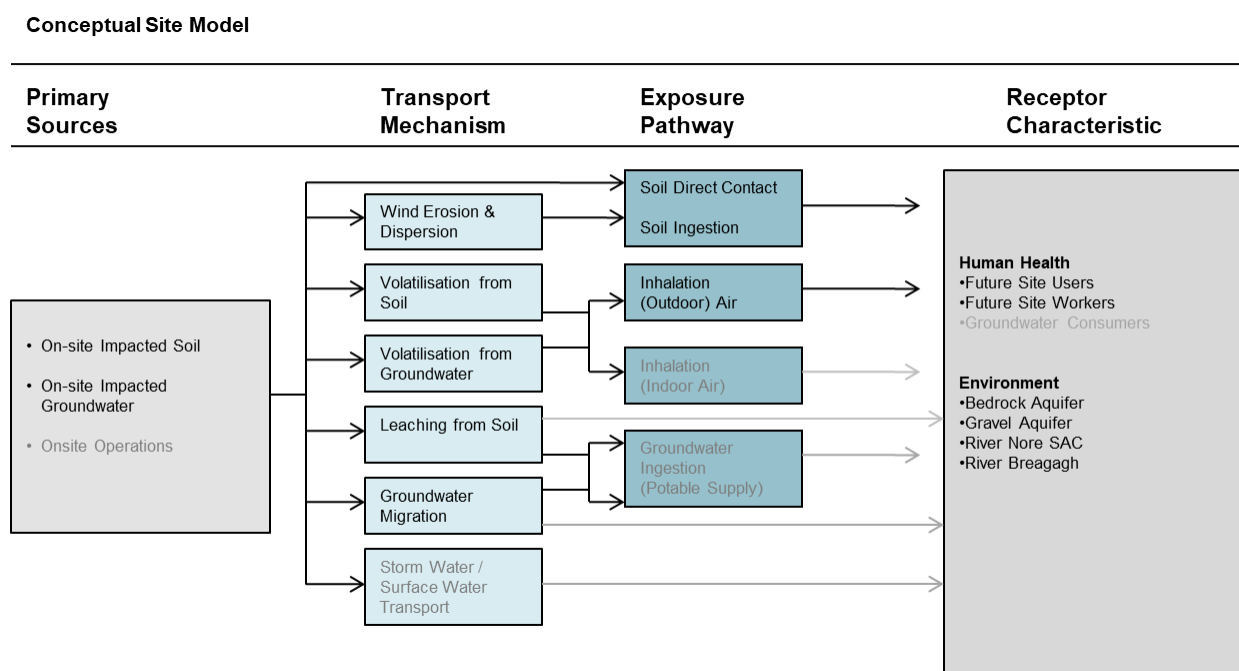 Conceptual Site Model
Primary
Sources
Transport
Mechanism
Exposure
Pathway
Receptor
Characteristic
• On-site Impacted Soil
• On-site Impacted
Groundwater
• Onsite Operations
Wind Erosion &
Dispersion
Volatilisation from
Soil
Volatilisation from
Groundwater
Leaching from Soil
Groundwater
Migration
Storm Water /
Surface Water
Transport
Soil Direct Contact
Soil Ingestion
Inhalation
(Outdoor) Air
Inhalation
(Indoor Air)
Groundwater
Ingestion
(Potable Supply)
Human Health
•Future Site Users
•Future Site Workers
•Groundwater Consumers
Environment
•Bedrock Aquifer
•Gravel Aquifer
•River Nore SAC
•River Breagagh